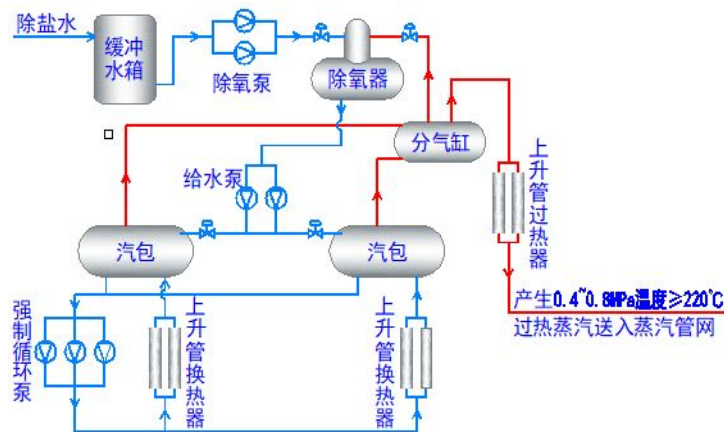 除盐水
缓冲
水箱
除氧泵
除氧器
分气缸
上升管过热器
给水泵
汽包
汽包
产生0.4~0.8MPa温度≥220℃
过热蒸汽送入蒸汽管网
强制循环泵
上升管换热器
上升管换热器